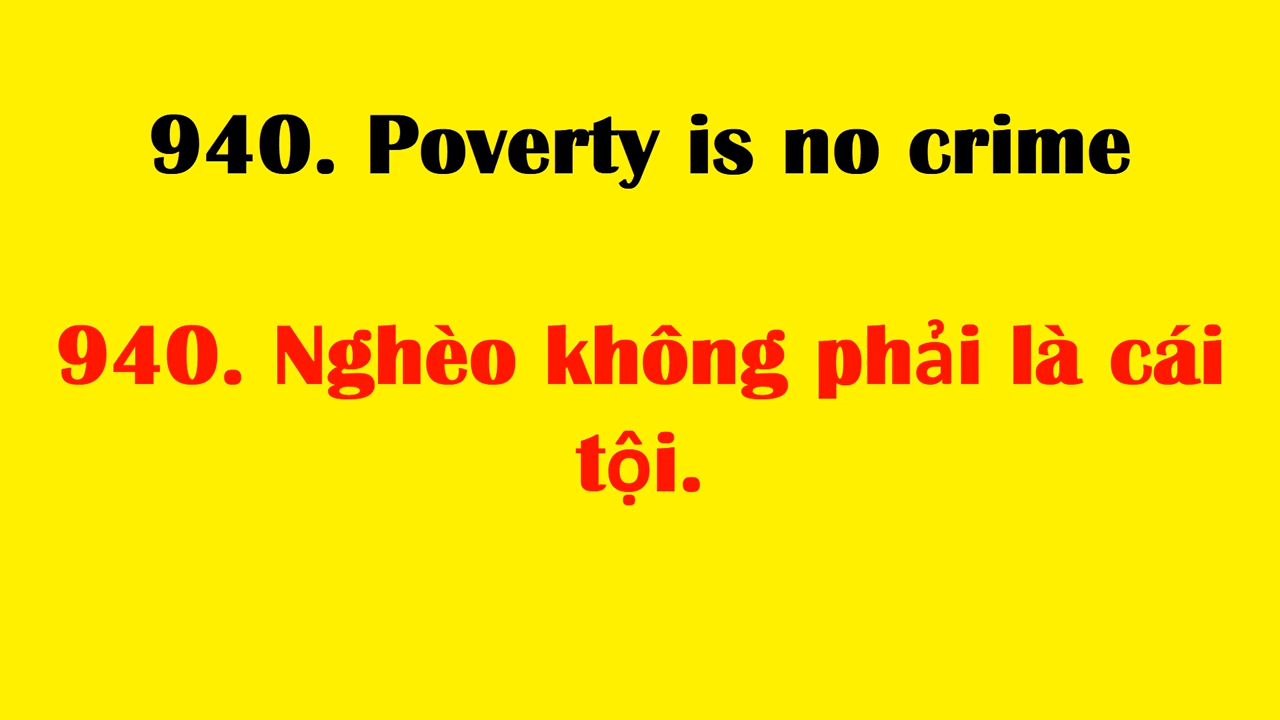 940. Poverty is no crime
940. Nghèo không phải là cái
tội.